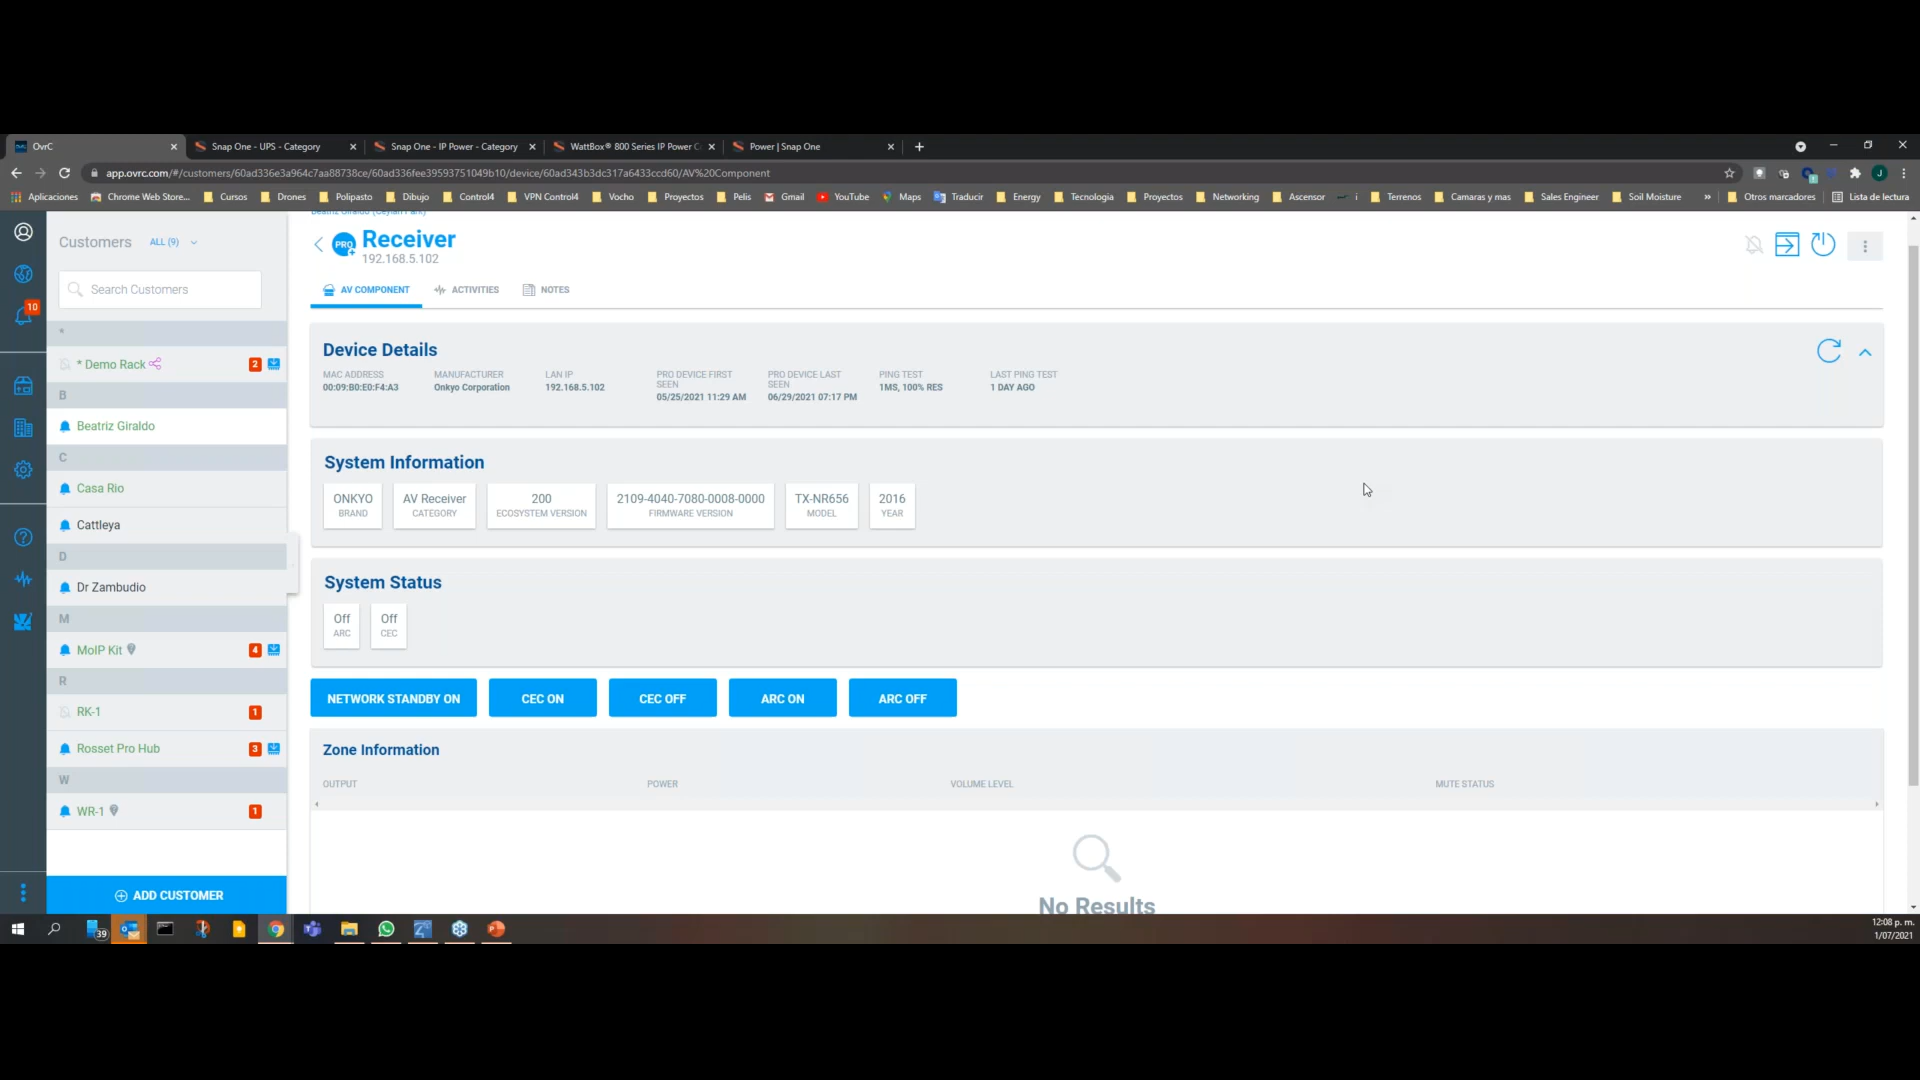 OvrC
Snap One - UPS - Category
Snap One - IP Power - Category
WattBox® 800 Series IP Power C
Power | Snap One
app.ovrc.com/#/customers/60ad336e3a964c7aa88738ce/60ad336fee39593751049b10/device/60ad343b3dc317a6433ccd60/AV%20Component
J
Aplicaciones
Chrome Web Store...
Cursos
Drones
Polipasto
Dibujo
Control4
VPN Control4
Vocho
Proyectos
Pelis
Gmail
YouTube
Maps
Traducir
Energy
Tecnologia
Proyectos
Networking
Ascensor
i
Terrenos
Camaras y mas
Sales Engineer
Soil Moisture
»
Otros marcadores
Lista de lectura
10
Customers
ALL (9)
Search Customers
*
* Demo Rack
2
B
Beatriz Giraldo
C
Casa Rio
Cattleya
D
Dr Zambudio
M
MoIP Kit
4
R
RK-1
1
Rosset Pro Hub
3
W
WR-1
1
ADD CUSTOMER
PRO
Receiver
192.168.5.102
AV COMPONENT
ACTIVITIES
NOTES
Device Details
MAC ADDRESS
00:09:B0:E0:F4:A3
MANUFACTURER
Onkyo Corporation
LAN IP
192.168.5.102
PRO DEVICE FIRST
SEEN
05/25/2021 11:29 AM
PRO DEVICE LAST
SEEN
06/29/2021 07:17 PM
PING TEST
1MS, 100% RES
LAST PING TEST
1 DAY AGO
System Information
ONKYO
BRAND
AV Receiver
CATEGORY
200
ECOSYSTEM VERSION
2109-4040-7080-0008-0000
FIRMWARE VERSION
TX-NR656
MODEL
2016
YEAR
System Status
Off
ARC
Off
CEC
NETWORK STANDBY ON
CEC ON
CEC OFF
ARC ON
ARC OFF
Zone Information
OUTPUT
POWER
VOLUME LEVEL
MUTE STATUS
No Results
39
12:08 p. m.
1/07/2021